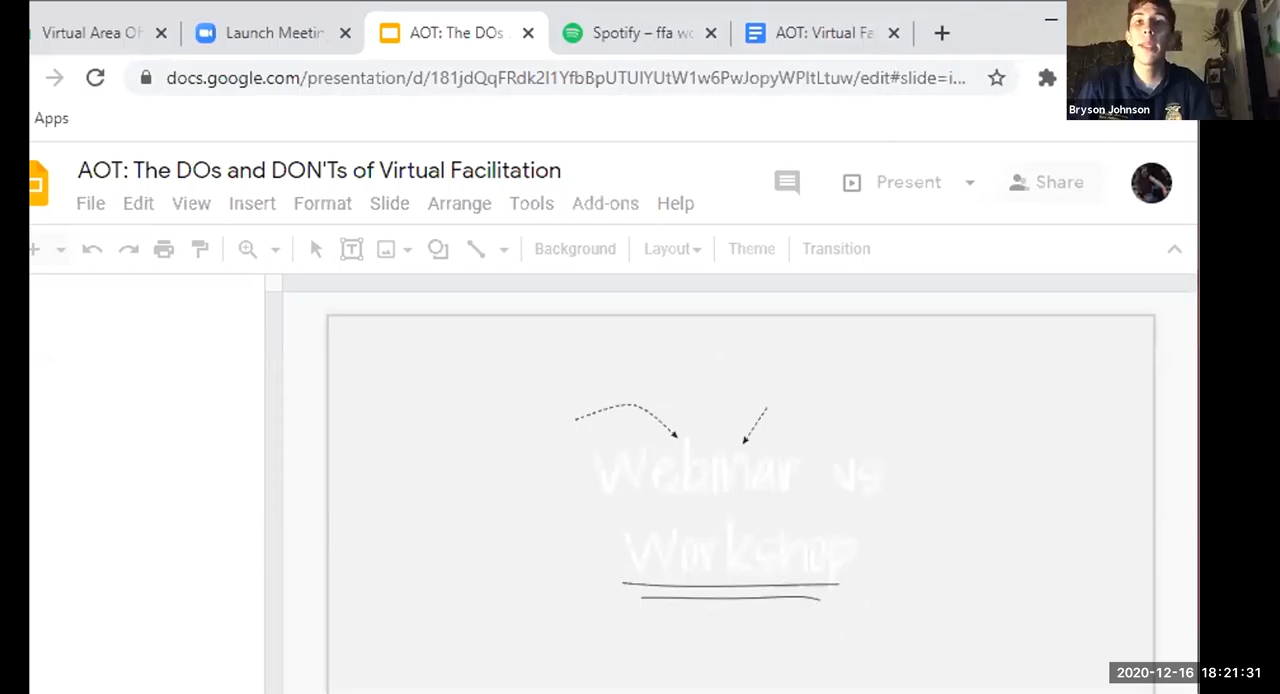 Virtual Area Of
Launch Meetin
AOT: The DOs
Spotify – ffa wo
AOT: Virtual Fa
docs.google.com/presentation/d/181jdQqFRdk2I1YfbBpUTUIYUtW1w6PwJopyWPItLtuw/edit#slide=i...
Bryson Johnson
Apps
AOT: The DOs and DON'Ts of Virtual Facilitation
Present
Share
File Edit View Insert Format Slide Arrange Tools Add-ons Help
Background Layout Theme Transition
Webinar vs
Workshop
2020-12-16 18:21:31